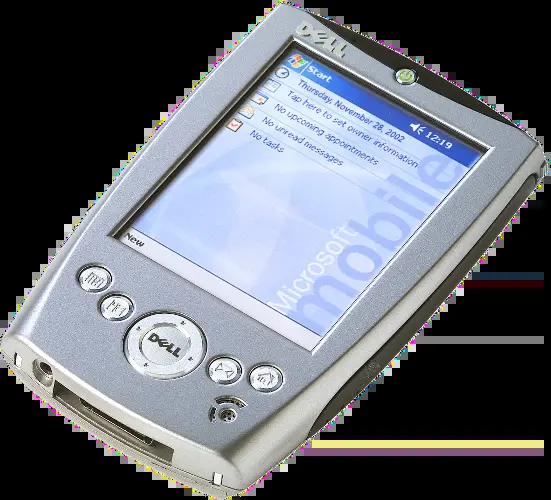 DELL
Start
12:19
Thursday, November 28, 2002
Tap here to set owner information
No upcoming appointments
No unread messages
No tasks
Microsoft
mobile
New
DELL